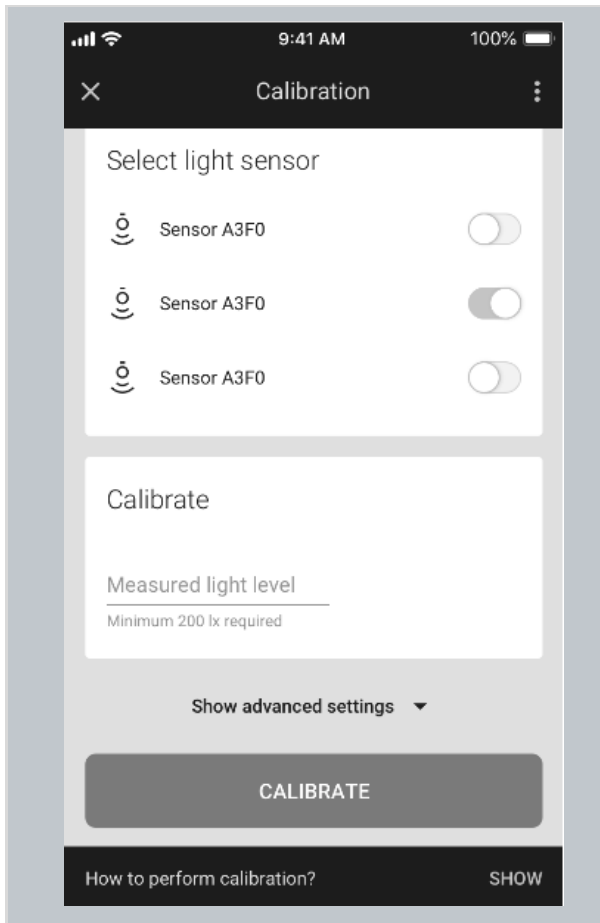 9:41 AM 100%
Calibration
Select light sensor
Sensor A3F0
Sensor A3F0
Sensor A3F0
Calibrate
Measured light level
Minimum 200 lx required
Show advanced settings
CALIBRATE
How to perform calibration? SHOW